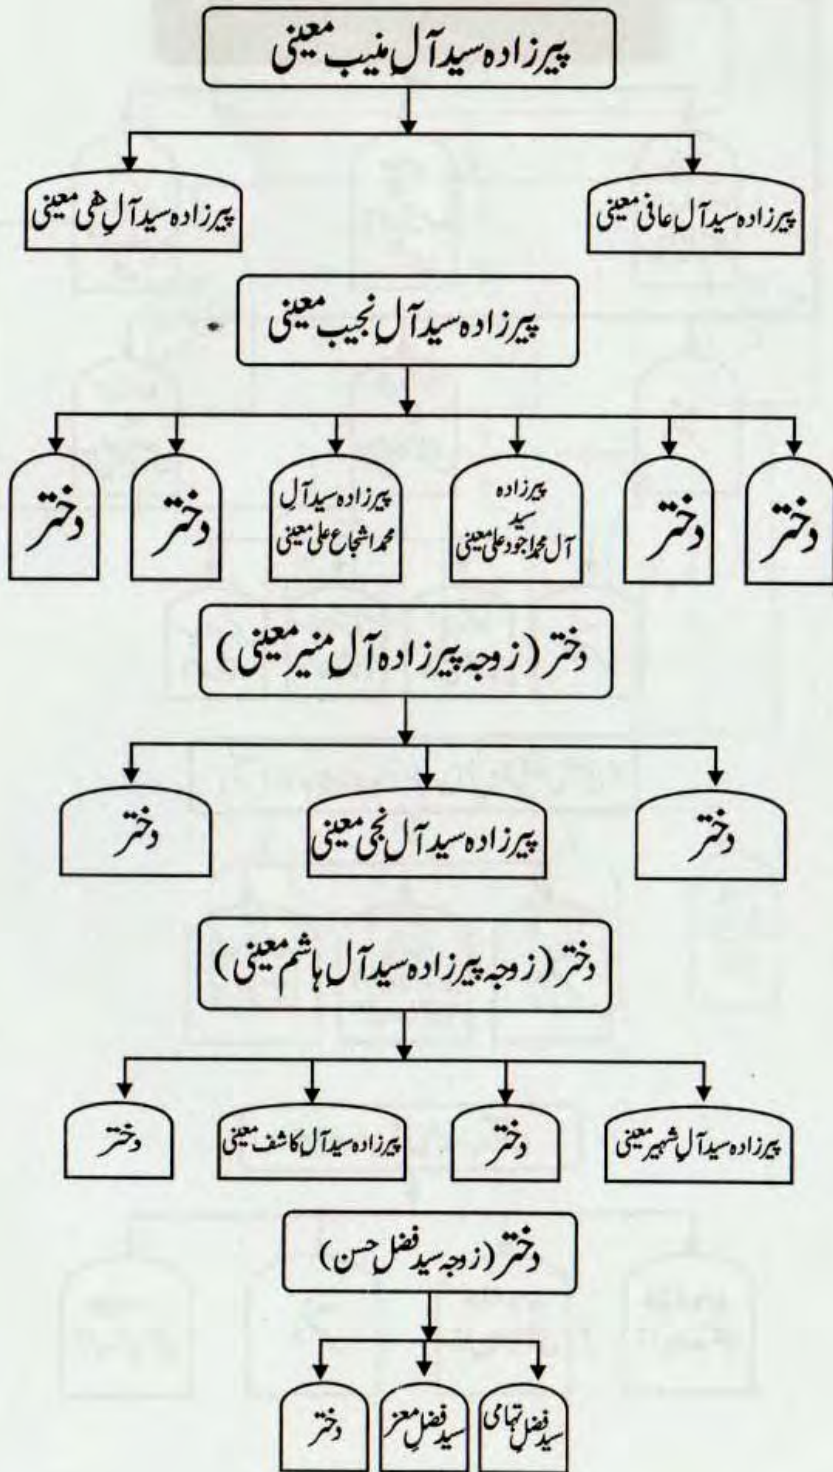 پیرزادہ سید آلِ منیب معینی
پیرزادہ سید آلِ عافی معینی
پیرزادہ سید آلِ ھی معینی
پیرزادہ سید آلِ نجیب معینی
دختر
دختر
پیرزادہ
سید
آل محمد اجود علی معینی
پیرزادہ سید آلِ
محمد اشجاع علی معینی
دختر
دختر
دختر (زوجہ پیرزادہ آلِ منیر معینی)
دختر
پیرزادہ سید آلِ نجی معینی
دختر
دختر (زوجہ پیرزادہ سید آلِ ہاشم معینی)
پیرزادہ سید آلِ شہیر معینی
دختر
پیرزادہ سید آلِ کاشف معینی
دختر
دختر (زوجہ سید فضلِ حسن)
سید فضلِ تہامی
سید فضلِ معز
دختر